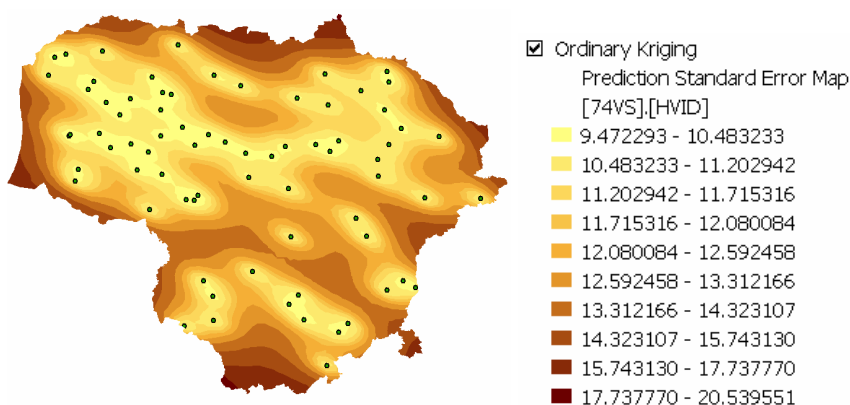 Ordinary Kriging
Prediction Standard Error Map
[74VS].[HVID]
9.472293 - 10.483233
10.483233 - 11.202942
11.202942 - 11.715316
11.715316 - 12.080084
12.080084 - 12.592458
12.592458 - 13.312166
13.312166 - 14.323107
14.323107 - 15.743130
15.743130 - 17.737770
17.737770 - 20.539551